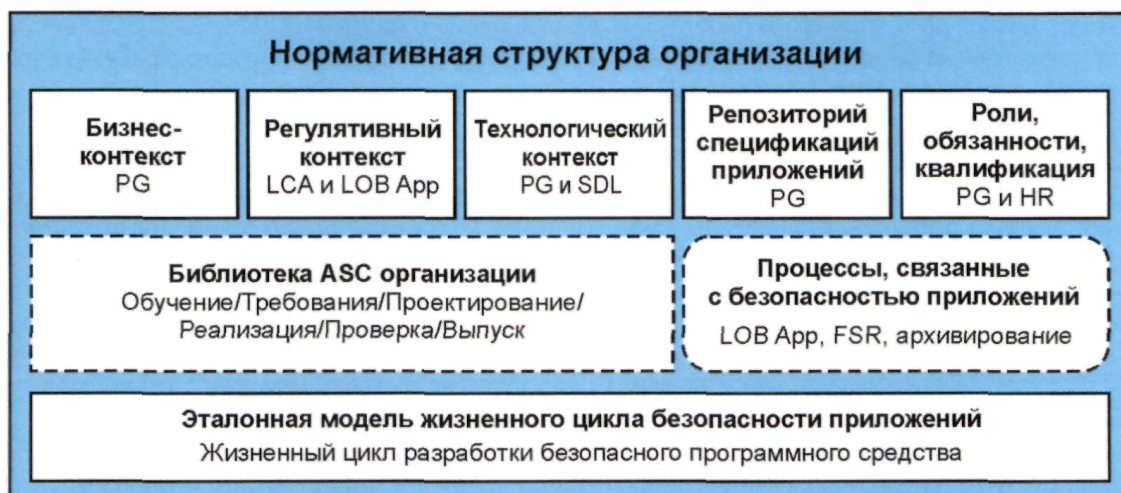 Нормативная структура организации
Бизнес-
контекст
PG
Регулятивный
контекст
LCA и LOB App
Технологический
контекст
PG и SDL
Репозиторий
спецификаций
приложений
PG
Роли,
обязанности,
квалификация
PG и HR
Библиотека ASC организации
Обучение/Требования/Проектирование/
Реализация/Проверка/Выпуск
Процессы, связанные
с безопасностью приложений
LOB App, FSR, архивирование
Эталонная модель жизненного цикла безопасности приложений
Жизненный цикл разработки безопасного программного средства